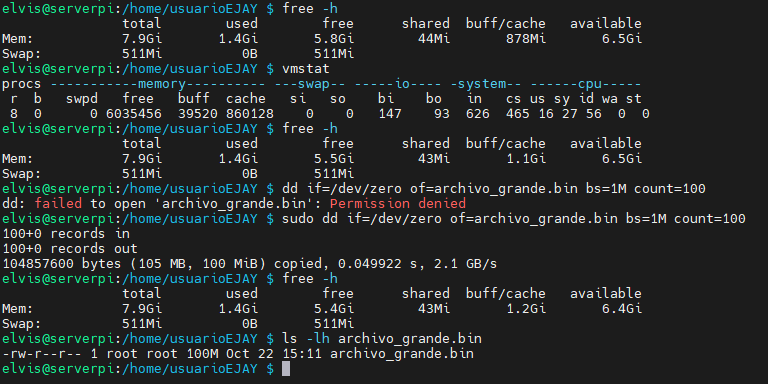 elvis@serverpi:/home/usuarioEJAY $ free -h
total used free shared buff/cache available
Mem: 7.9Gi 1.4Gi 5.8Gi 44Mi 878Mi 6.5Gi
Swap: 511Mi 0B 511Mi
elvis@serverpi:/home/usuarioEJAY $ vmstat
procs -----------memory---------- ---swap-- -----io---- -system-- ------cpu-----
r b swpd free buff cache si so bi bo in cs us sy id wa st
8 0 0 6035456 39520 860128 0 0 147 93 626 465 16 27 56 0 0
elvis@serverpi:/home/usuarioEJAY $ free -h
total used free shared buff/cache available
Mem: 7.9Gi 1.4Gi 5.5Gi 43Mi 1.1Gi 6.5Gi
Swap: 511Mi 0B 511Mi
elvis@serverpi:/home/usuarioEJAY $ dd if=/dev/zero of=archivo_grande.bin bs=1M count=100
dd: failed to open 'archivo_grande.bin': Permission denied
elvis@serverpi:/home/usuarioEJAY $ sudo dd if=/dev/zero of=archivo_grande.bin bs=1M count=100
100+0 records in
100+0 records out
104857600 bytes (105 MB, 100 MiB) copied, 0.049922 s, 2.1 GB/s
elvis@serverpi:/home/usuarioEJAY $ free -h
total used free shared buff/cache available
Mem: 7.9Gi 1.4Gi 5.4Gi 43Mi 1.2Gi 6.4Gi
Swap: 511Mi 0B 511Mi
elvis@serverpi:/home/usuarioEJAY $ ls -lh archivo_grande.bin
-rw-r--r-- 1 root root 100M Oct 22 15:11 archivo_grande.bin
elvis@serverpi:/home/usuarioEJAY $